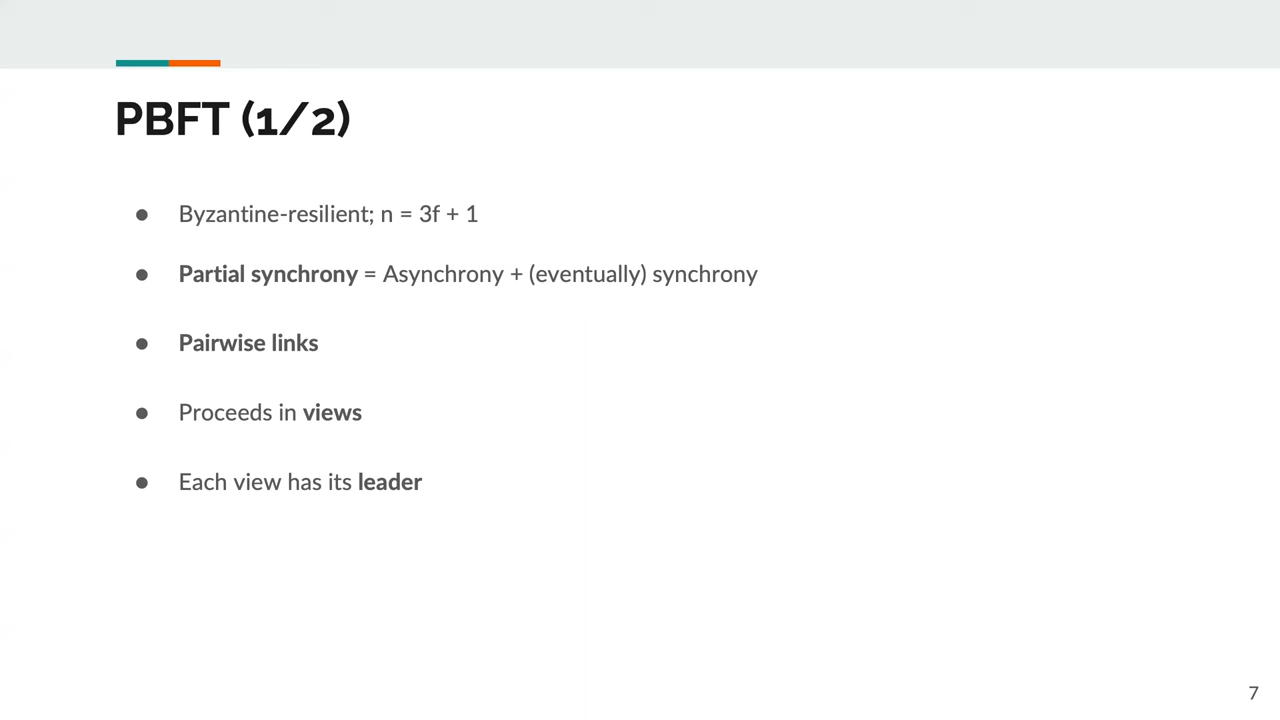 PBFT (1/2)
● Byzantine-resilient; n = 3f + 1
● Partial synchrony = Asynchrony + (eventually) synchrony
● Pairwise links
● Proceeds in views
● Each view has its leader
7